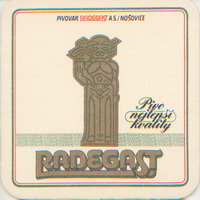 PIVOVAR RADEGAST A.S./NOŠOVICE
Pivo
nejlepší
kvality
RADEGAST